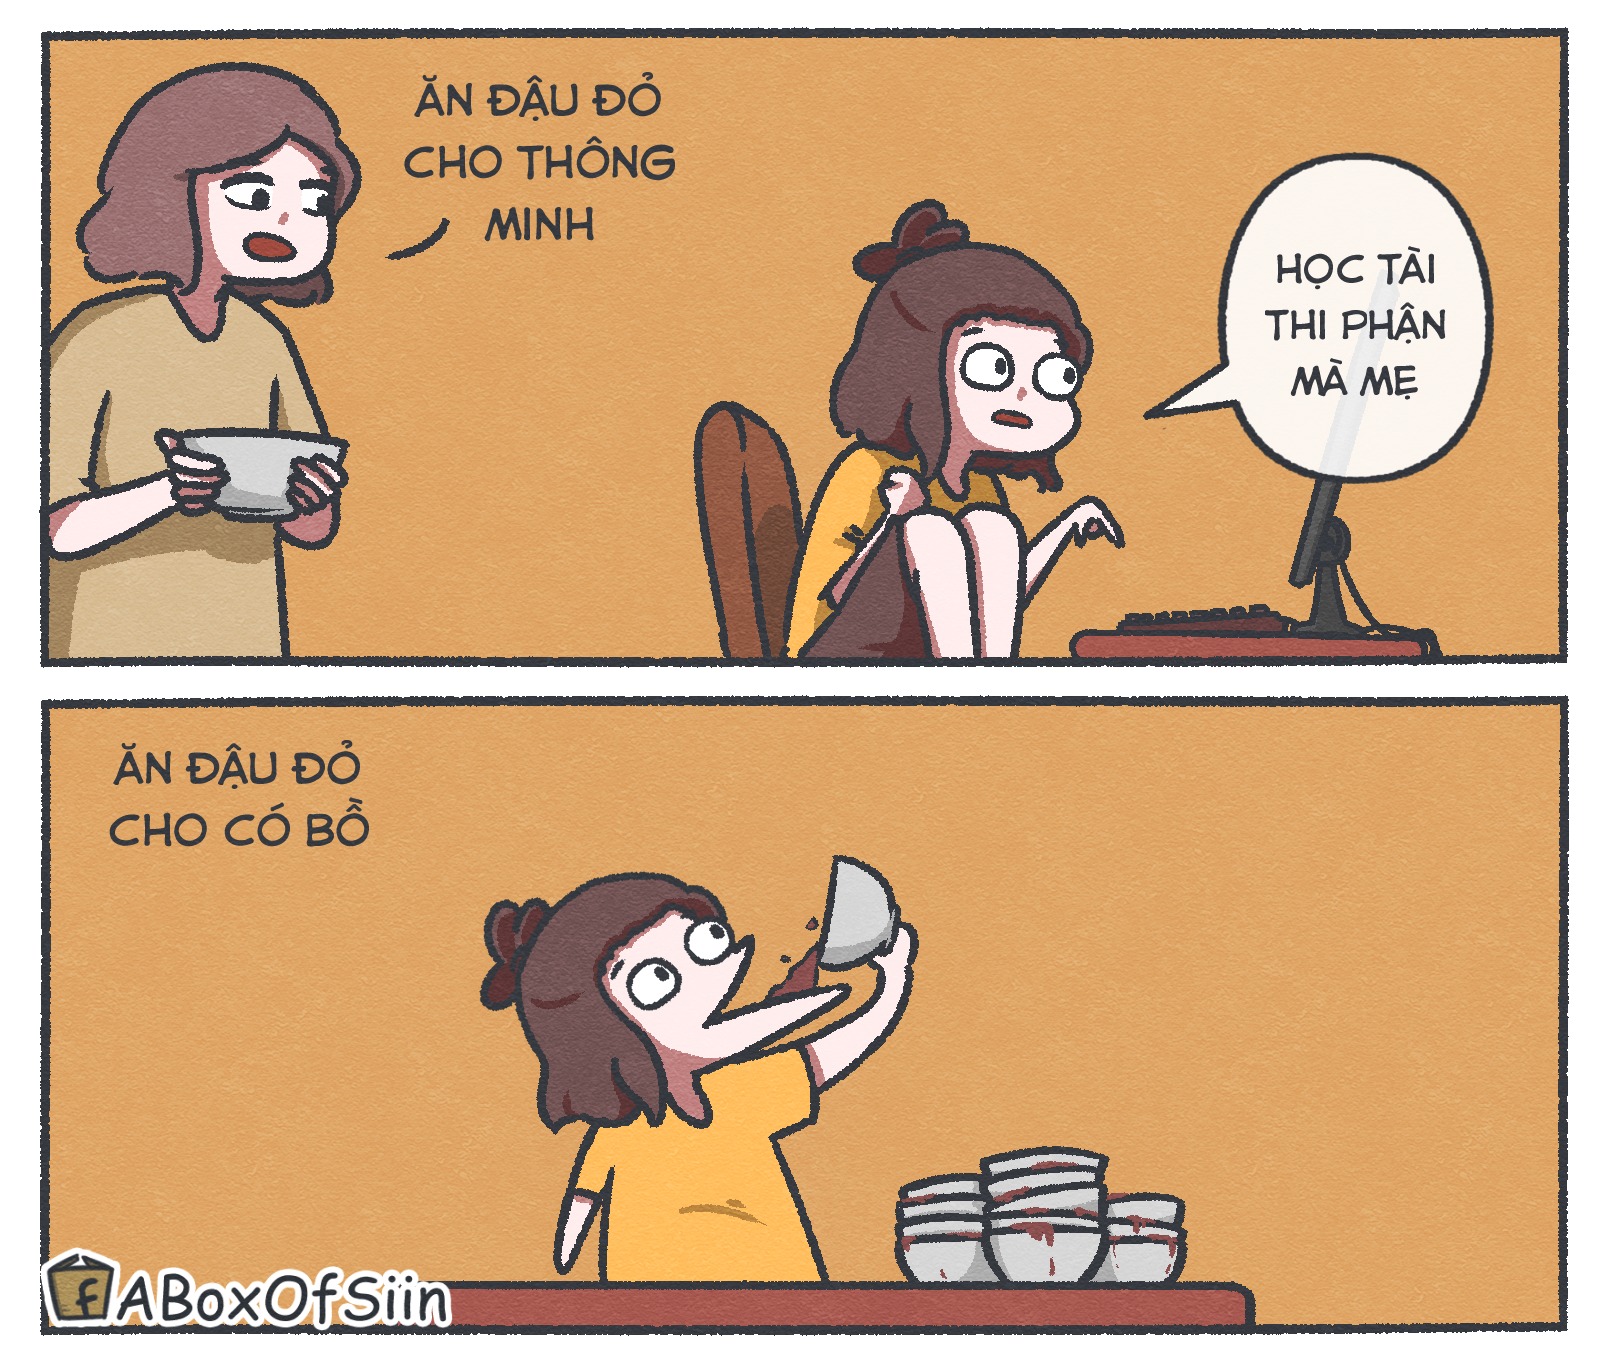 ĂN ĐẬU ĐỎ
CHO THÔNG
MINH
HỌC TÀI
THI PHẬN
MÀ MẸ
ĂN ĐẬU ĐỎ
CHO CÓ BỒ
f ABoxOfSiin